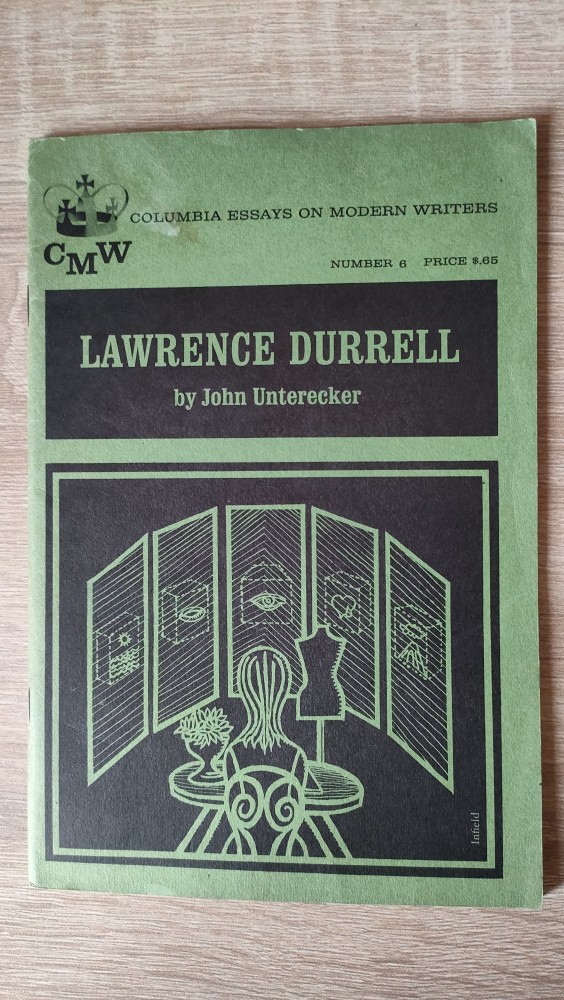 COLUMBIA ESSAYS ON MODERN WRITERS
CMW
NUMBER 6 PRICE $.65
LAWRENCE DURRELL
by John Unterecker
Infield